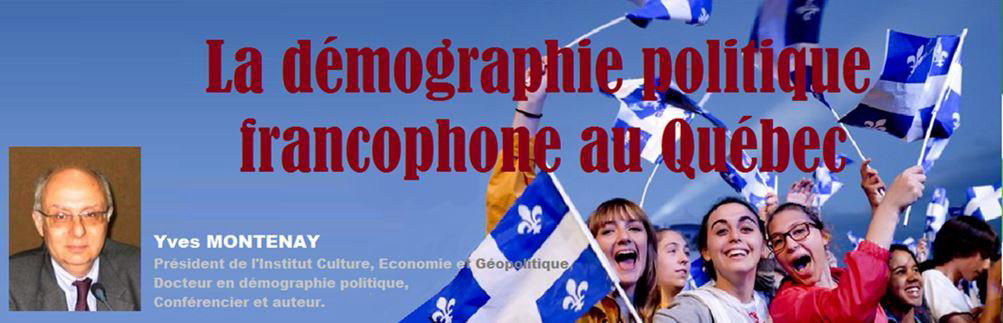 La démographie politique
francophone au Québec
Yves MONTENAY
Président de l'Institut Culture, Economie et Géopolitique,
Docteur en démographie politique,
Conférencier et auteur.